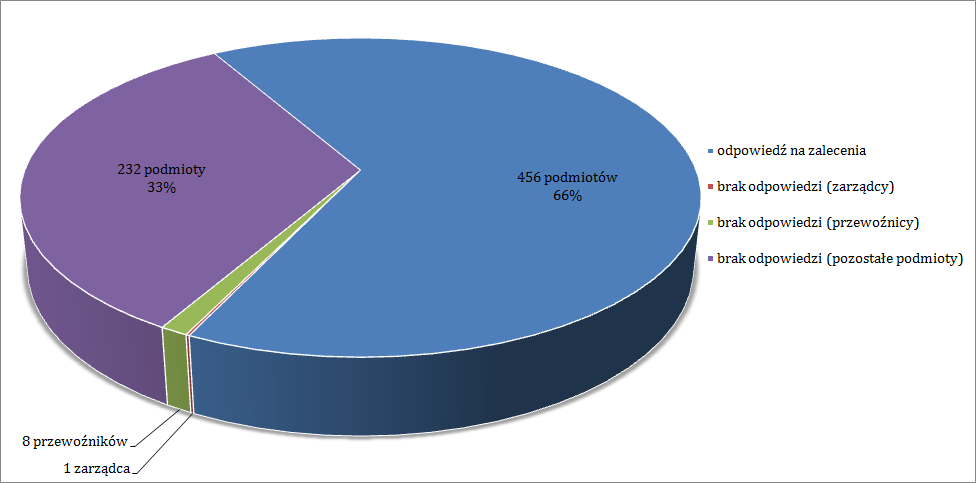 232 podmioty
33%
456 podmiotów
66%
8 przewoźników
1 zarządca
odpowiedź na zalecenia
brak odpowiedzi (zarządcy)
brak odpowiedzi (przewoźnicy)
brak odpowiedzi (pozostałe podmioty)